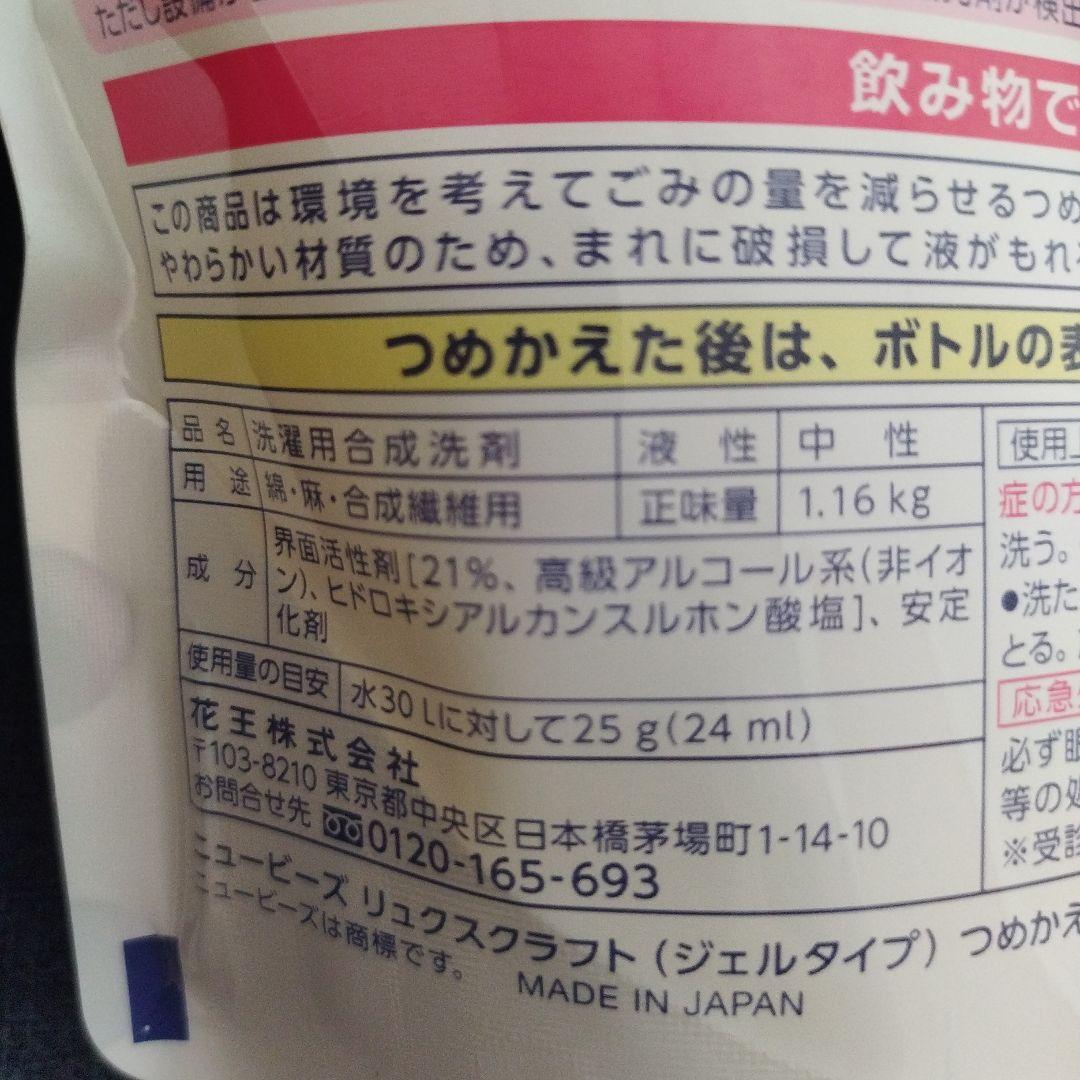 ただし設備が
が検出
飲み物で
この商品は環境を考えてごみの量を減らせるつめ
やわらかい材質のため、まれに破損して液がもれ
つめかえた後は、ボトルの表
品名 洗濯用合成洗剤 液性 中性
用途 綿・麻・合成繊維用 正味量 1.16 kg
成分 界面活性剤[21%、高級アルコール系(非イオ
ン)、ヒドロキシアルカンスルホン酸塩]、安定
化剤
使用量の目安 水30 Lに対して25 g(24 ml)
花王株式会社
〒103-8210 東京都中央区日本橋茅場町1-14-10
お問合せ先 0120-165-693
ニュービーズ リュクスクラフト(ジェルタイプ) つめかえ
ニュービーズは商標です。
MADE IN JAPAN
使用上
症の方
洗う。
●洗た
とる。
応急
必ず眼
等の処
※受診